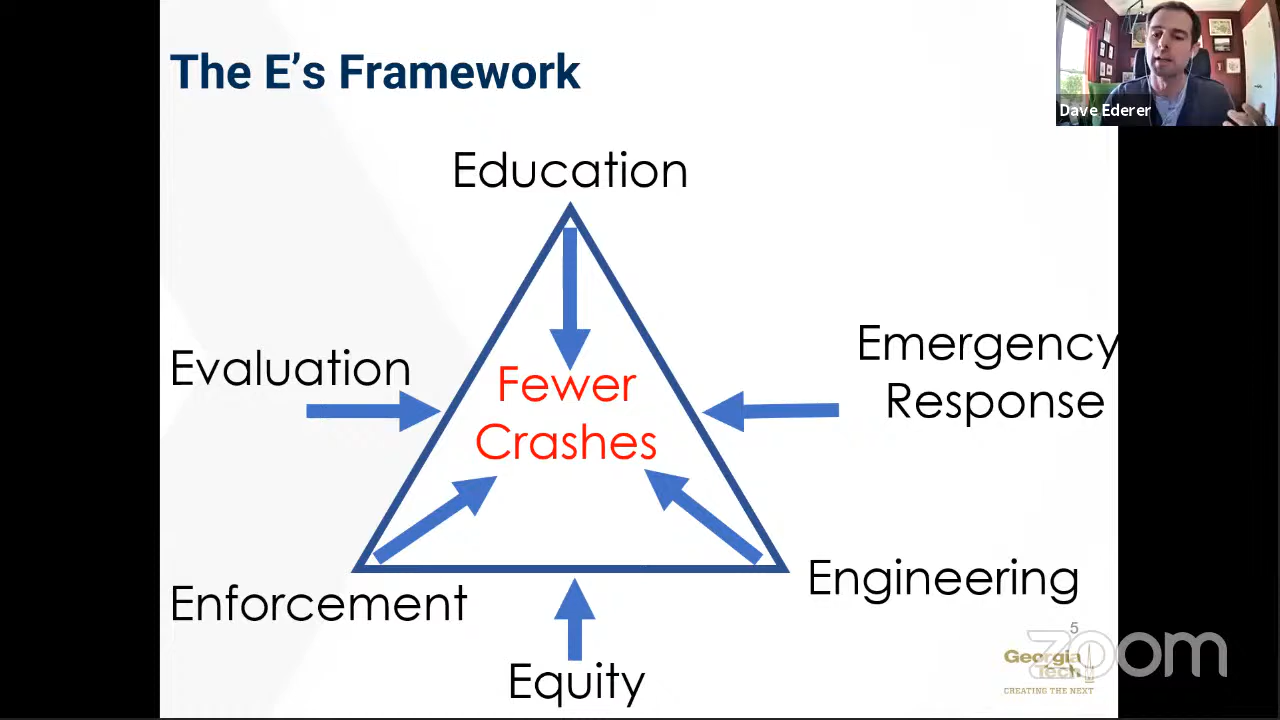 The E's Framework
Dave Ederer
Education
Evaluation
Emergency
Response
Fewer
Crashes
Enforcement
Engineering
Equity
5
Georgia
Tech
CREATING THE NEXT
zoom